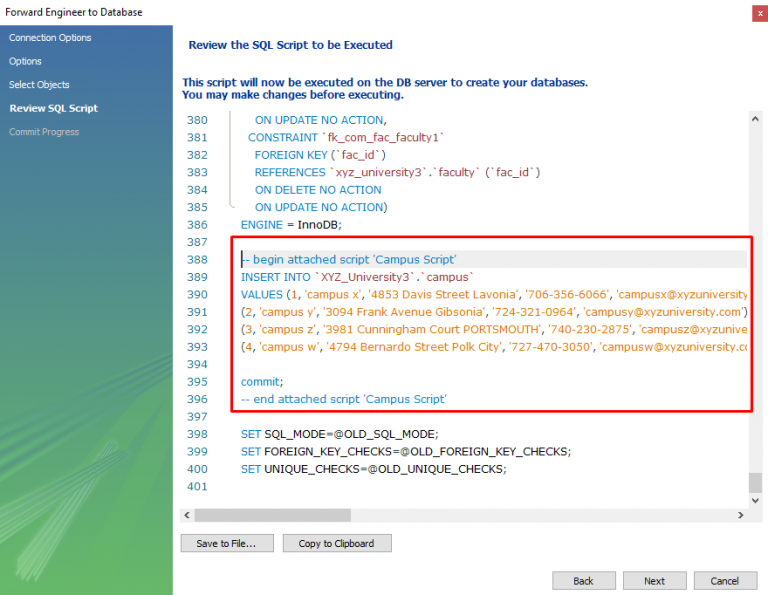 Forward Engineer to Database
x
Connection Options
Options
Select Objects
Review SQL Script
Commit Progress
Review the SQL Script to be Executed
This script will now be executed on the DB server to create your databases.
You may make changes before executing.
380 ON UPDATE NO ACTION,
381 CONSTRAINT `fk_com_fac_faculty1`
382 FOREIGN KEY (`fac_id`)
383 REFERENCES `xyz_university3`.`faculty` (`fac_id`)
384 ON DELETE NO ACTION
385 ON UPDATE NO ACTION)
386 ENGINE = InnoDB;
387
388 -- begin attached script 'Campus Script'
389 INSERT INTO `XYZ_University3`.`campus`
390 VALUES (1, 'campus x', '4853 Davis Street Lavonia', '706-356-6066', 'campusx@xyzuniversity
391 (2, 'campus y', '3094 Frank Avenue Gibsonia', '724-321-0964', 'campusy@xyzuniversity.com')
392 (3, 'campus z', '3981 Cunningham Court PORTSMOUTH', '740-230-2875', 'campusz@xyzunive
393 (4, 'campus w', '4794 Bernardo Street Polk City', '727-470-3050', 'campusw@xyzuniversity.co
394
395 commit;
396 -- end attached script 'Campus Script'
397
398 SET SQL_MODE=@OLD_SQL_MODE;
399 SET FOREIGN_KEY_CHECKS=@OLD_FOREIGN_KEY_CHECKS;
400 SET UNIQUE_CHECKS=@OLD_UNIQUE_CHECKS;
401
Save to File... Copy to Clipboard
Back Next Cancel